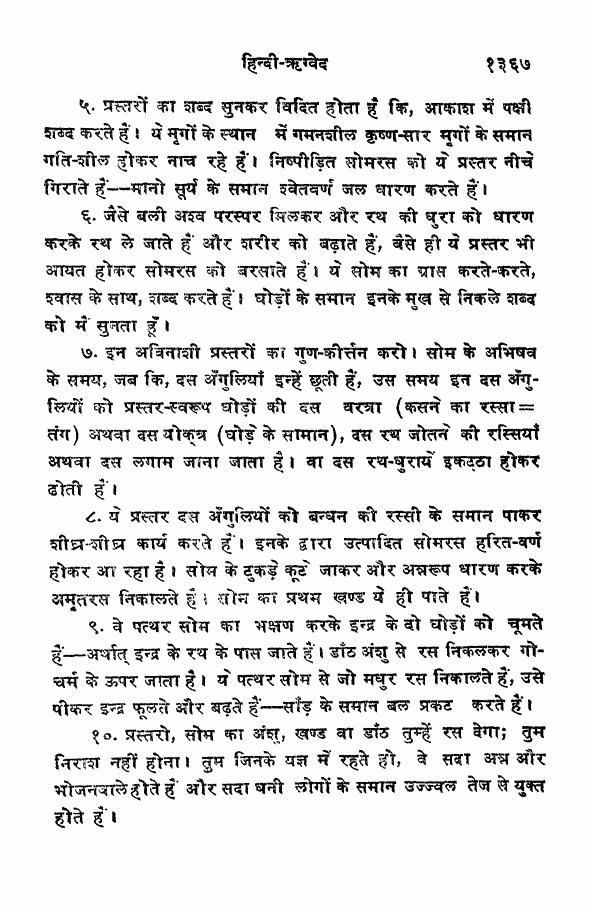 हिन्दी-ऋग्वेद १३६७
५. प्रस्तरों का शब्द सुनकर विदित होता है कि, आकाश में पक्षी
शब्द करते हैं। ये मृगों के स्थान में गमनशील कृष्ण-सार मृगों के समान
गति-शील होकर नाच रहे हैं। निष्पीड़ित सोमरस को ये प्रस्तर नीचे
गिराते हैं--मानो सूर्य के समान श्वेतवर्ण जल धारण करते हैं।
६. जैसे बली अश्व परस्पर मिलकर और रथ की धुरा को धारण
करके रथ ले जाते हैं और शरीर को बढ़ाते हैं, वैसे ही ये प्रस्तर भी
आयत होकर सोमरस को बरसाते हैं। ये सोम का ग्रास करते-करते,
श्वास के साथ, शब्द करते हैं। घोड़ों के समान इनके मुख से निकले शब्द
को मैं सुनता हूँ।
७. इन अविनाशी प्रस्तरों का गुण-कीर्त्तन करो। सोम के अभिषव
के समय, जब कि, दस अँगुलियाँ इन्हें छूती हैं, उस समय इन दस अँगु-
लियों को प्रस्तर-स्वरूप घोड़ों की दस वरत्रा (कसने का रस्सा=
तंग) अथवा दस योक्त्र (घोड़े के सामान), दस रथ जोतने की रस्सियाँ
अथवा दस लगाम जाना जाता है। वा दस रथ-धुरायें इकट्ठा होकर
ढोती हैं।
८. ये प्रस्तर दस अँगुलियों को बन्धन की रस्सी के समान पाकर
शीघ्र-शीघ्र कार्य करते हैं। इनके द्वारा उत्पादित सोमरस हरित-वर्ण
होकर आ रहा है। सोम के टुकड़े कूटे जाकर और अन्नरूप धारण करके
अमृतरस निकालते हैं। सोम का प्रथम खण्ड ये ही पाते हैं।
९. वे पत्थर सोम का भक्षण करके इन्द्र के दो घोड़ों को चूमते
हैं—अर्थात् इन्द्र के रथ के पास जाते हैं। डाँठ अंशु से रस निकलकर गो-
चर्म के ऊपर जाता है। ये पत्थर सोम से जो मधुर रस निकालते हैं, उसे
पीकर इन्द्र फूलते और बढ़ते हैं—साँड़ के समान बल प्रकट करते हैं।
१०. प्रस्तरो, सोम का अंशु, खण्ड वा डाँठ तुम्हें रस देगा; तुम
निराश नहीं होना। तुम जिनके यज्ञ में रहते हो, वे सदा अन्न और
भोजनवाले होते हैं और सदा धनी लोगों के समान उज्ज्वल तेज से युक्त
होते हैं।